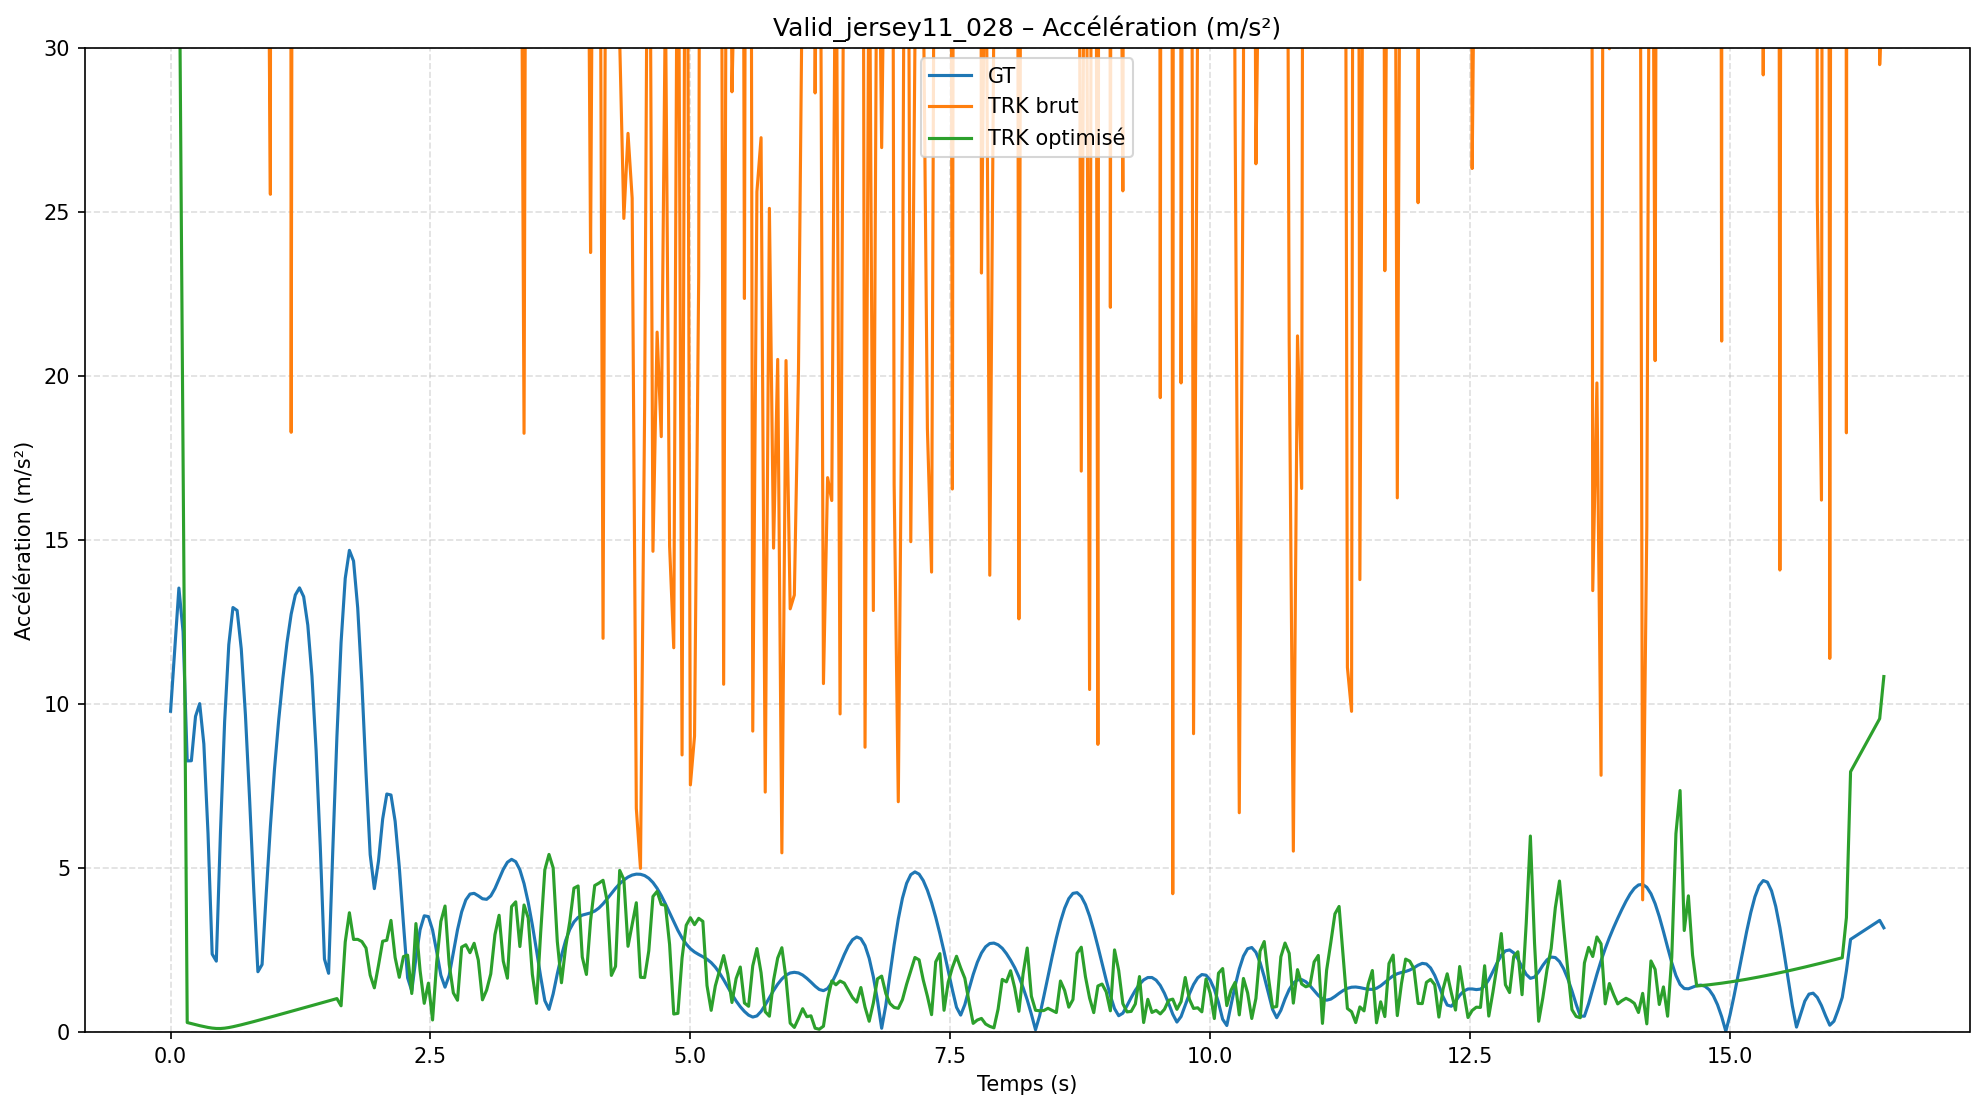 Valid_jersey11_028 – Accélération (m/s²)
GT
TRK brut
TRK optimisé
Accélération (m/s²)
30
25
20
15
10
5
0
0.0 2.5 5.0 7.5 10.0 12.5 15.0
Temps (s)